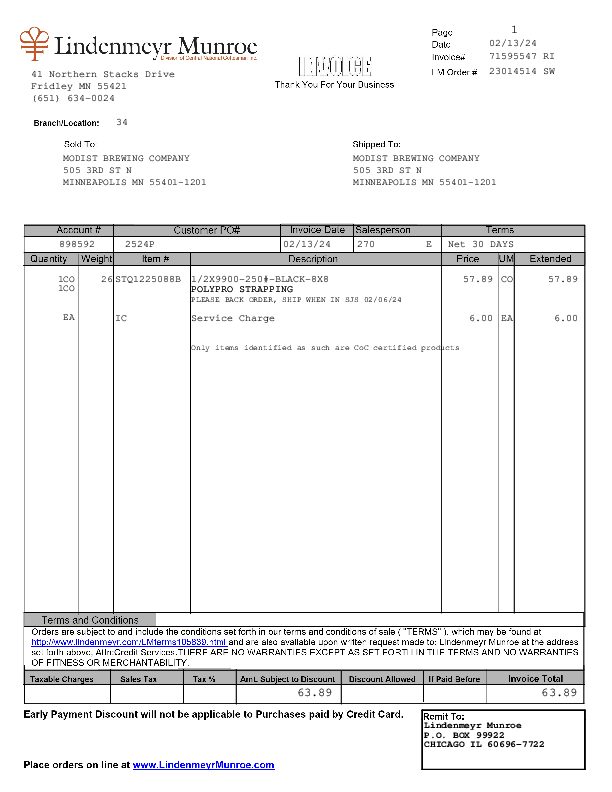 Lindenmeyr Munroe
Division of Central National Gottesman Inc.
41 Northern Stacks Drive
Fridley MN 55421
(651) 634-0024
INVOICE
Thank You For Your Business
Page 1
Date 02/13/24
Invoice# 71595547 RI
LM Order # 23014514 SW
Branch/Location: 34
Sold To
MODIST BREWING COMPANY
505 3RD ST N
MINNEAPOLIS MN 55401-1201
Shipped To:
MODIST BREWING COMPANY
505 3RD ST N
MINNEAPOLIS MN 55401-1201
Account # Customer PO# Invoice Date Salesperson Terms
898592 2524P 02/13/24 270 E Net 30 DAYS
Quantity Weight Item # Description Price UM Extended
1CO 26 STQ1225088B 1/2X9900-250#-BLACK-8X8 57.89 CO 57.89
1CO POLYPRO STRAPPING
PLEASE BACK ORDER, SHIP WHEN IN SJS 02/06/24
EA IC Service Charge 6.00 EA 6.00
Only items identified as such are CoC certified products
Terms and Conditions
Orders are subject to and include the conditions set forth in our terms and conditions of sale ( "TERMS" ), which may be found at
http://www.lindenmeyr.com/LMterms105839.html and are also available upon written request made to: Lindenmeyr Munroe at the address
set forth above, Attn:Credit Services.THERE ARE NO WARRANTIES EXCEPT AS SET FORTH IN THE TERMS AND NO WARRANTIES
OF FITNESS OR MERCHANTABILITY.
Taxable Charges Sales Tax Tax % Amt. Subject to Discount Discount Allowed If Paid Before Invoice Total
63.89 63.89
Early Payment Discount will not be applicable to Purchases paid by Credit Card.
Remit To:
Lindenmeyr Munroe
P.O. BOX 99922
CHICAGO IL 60696-7722
Place orders on line at www.LindenmeyrMunroe.com